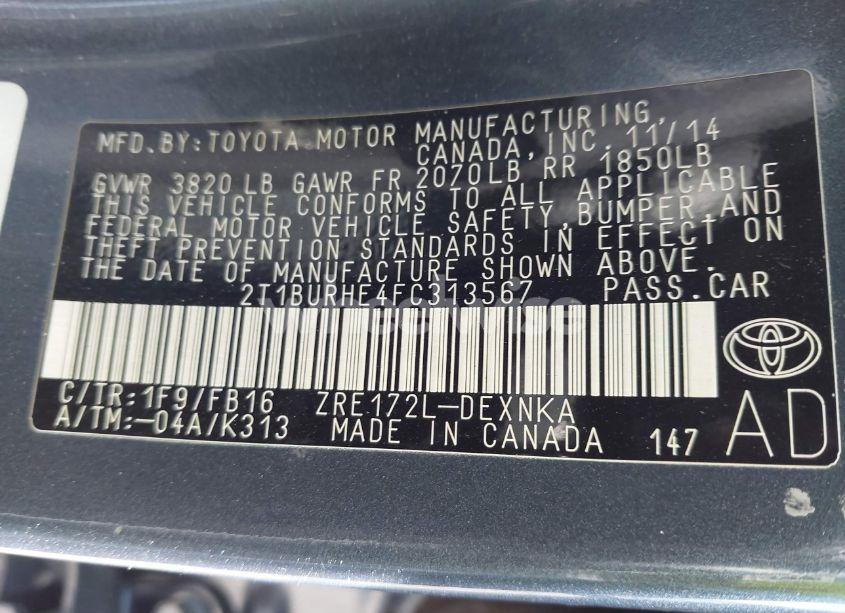 MFD.BY:TOYOTA MOTOR MANUFACTURING,
CANADA, INC. 11/14
GVWR 3820 LB GAWR FR 2070LB RR 1850LB
THIS VEHICLE CONFORMS TO ALL APPLICABLE
FEDERAL MOTOR VEHICLE SAFETY,BUMPER,AND
THEFT PREVENTION STANDARDS IN EFFECT ON
THE DATE OF MANUFACTURE SHOWN ABOVE.
2T1BURHE4FC313567 PASS.CAR
C/TR:1F9/FB16 ZRE172L-DEXNKA
A/TM:-04A/K313 MADE IN CANADA 147 AD